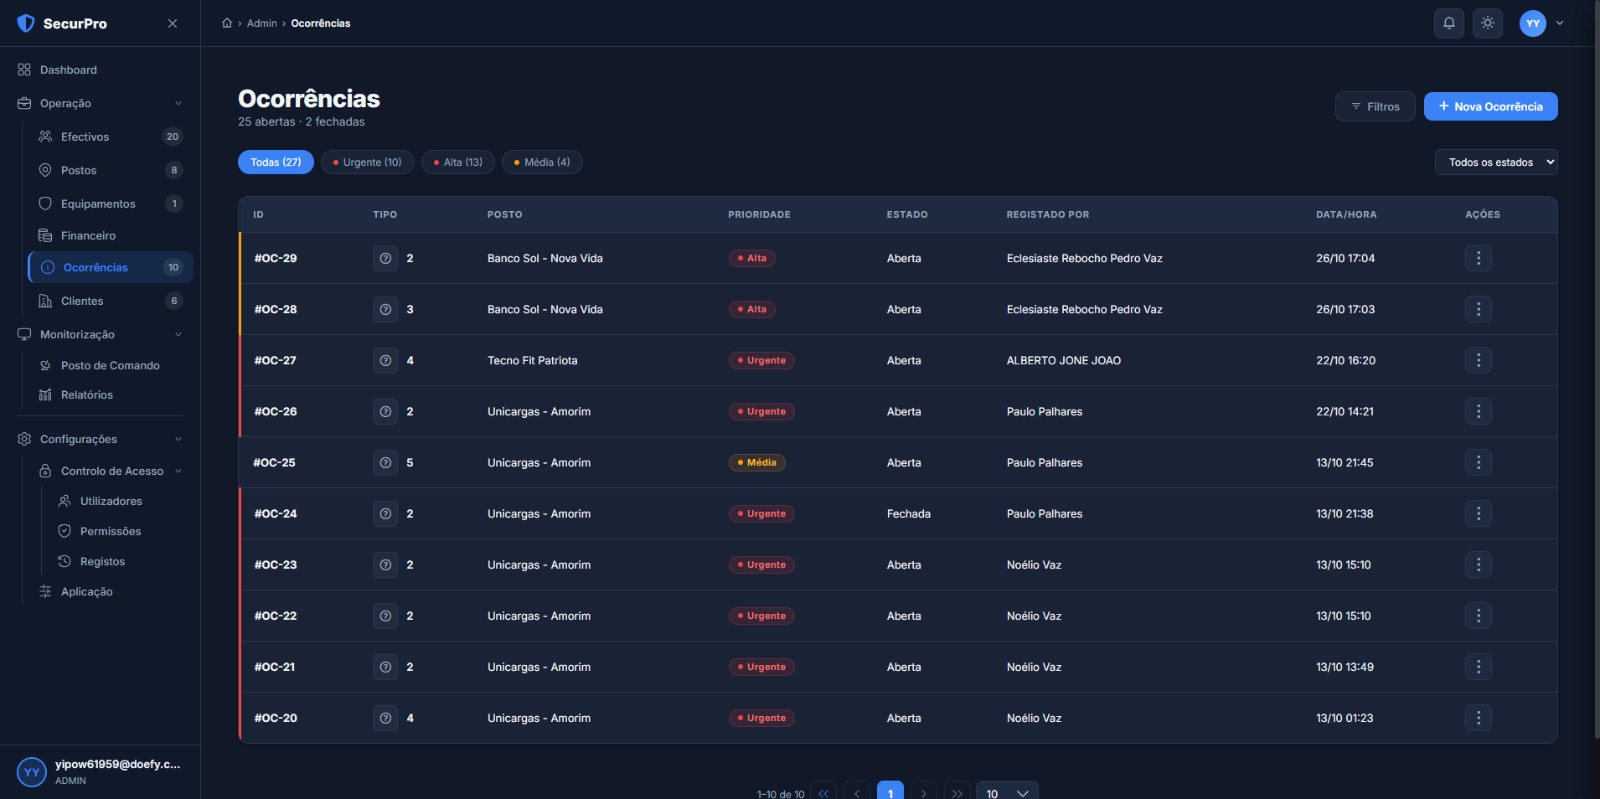 SecurPro
Admin › Ocorrências
YY
Dashboard
Operação
Efectivos 20
Postos 8
Equipamentos 1
Financeiro
Ocorrências 10
Clientes 6
Monitorização
Posto de Comando
Relatórios
Configurações
Controlo de Acesso
Utilizadores
Permissões
Registos
Aplicação
YY
yipow61959@doefy.c...
ADMIN
Ocorrências
25 abertas · 2 fechadas
Filtros
+ Nova Ocorrência
Todas (27) Urgente (10) Alta (13) Média (4)
Todos os estados
ID TIPO POSTO PRIORIDADE ESTADO REGISTADO POR DATA/HORA AÇÕES
#OC-29 2 Banco Sol - Nova Vida Alta Aberta Eclesiaste Rebocho Pedro Vaz 26/10 17:04
#OC-28 3 Banco Sol - Nova Vida Alta Aberta Eclesiaste Rebocho Pedro Vaz 26/10 17:03
#OC-27 4 Tecno Fit Patriota Urgente Aberta ALBERTO JONE JOAO 22/10 16:20
#OC-26 2 Unicargas - Amorim Urgente Aberta Paulo Palhares 22/10 14:21
#OC-25 5 Unicargas - Amorim Média Aberta Paulo Palhares 13/10 21:45
#OC-24 2 Unicargas - Amorim Urgente Fechada Paulo Palhares 13/10 21:38
#OC-23 2 Unicargas - Amorim Urgente Aberta Noélio Vaz 13/10 15:10
#OC-22 2 Unicargas - Amorim Urgente Aberta Noélio Vaz 13/10 15:10
#OC-21 2 Unicargas - Amorim Urgente Aberta Noélio Vaz 13/10 13:49
#OC-20 4 Unicargas - Amorim Urgente Aberta Noélio Vaz 13/10 01:23
1–10 de 10 « ‹ 1 › » 10